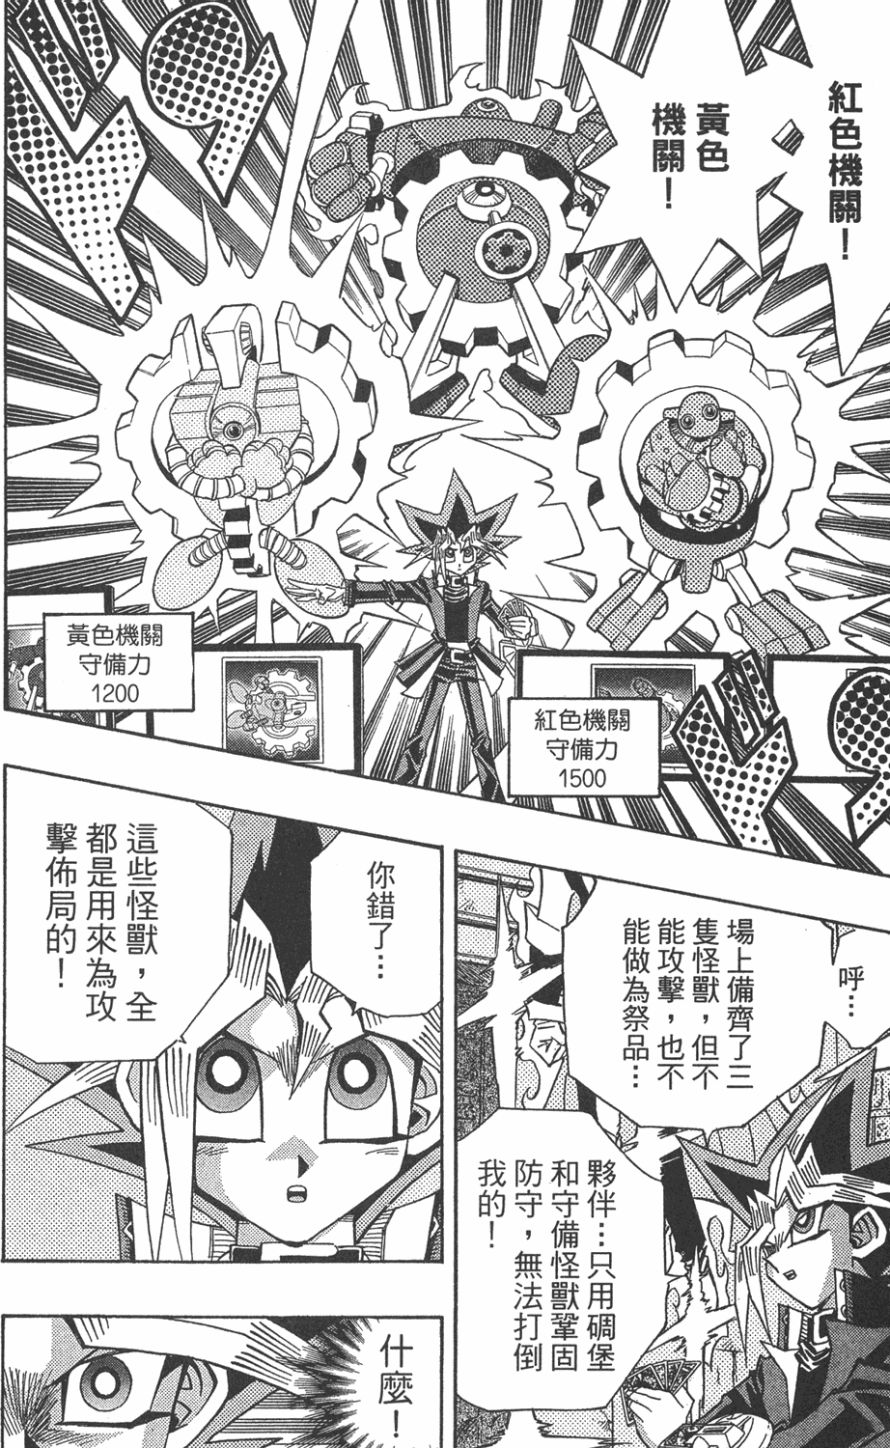 紅色機關！
黃色
機關！
黃色機關
守備力
1200
紅色機關
守備力
1500
呼…
場上備齊了三
隻怪獸，但不
能攻擊，也不
能做為祭品…
夥伴…只用碉堡
和守備怪獸鞏固
防守，無法打倒
我的！
你錯了…
這些怪獸，全
都是用來為攻
擊佈局的！
什麼！